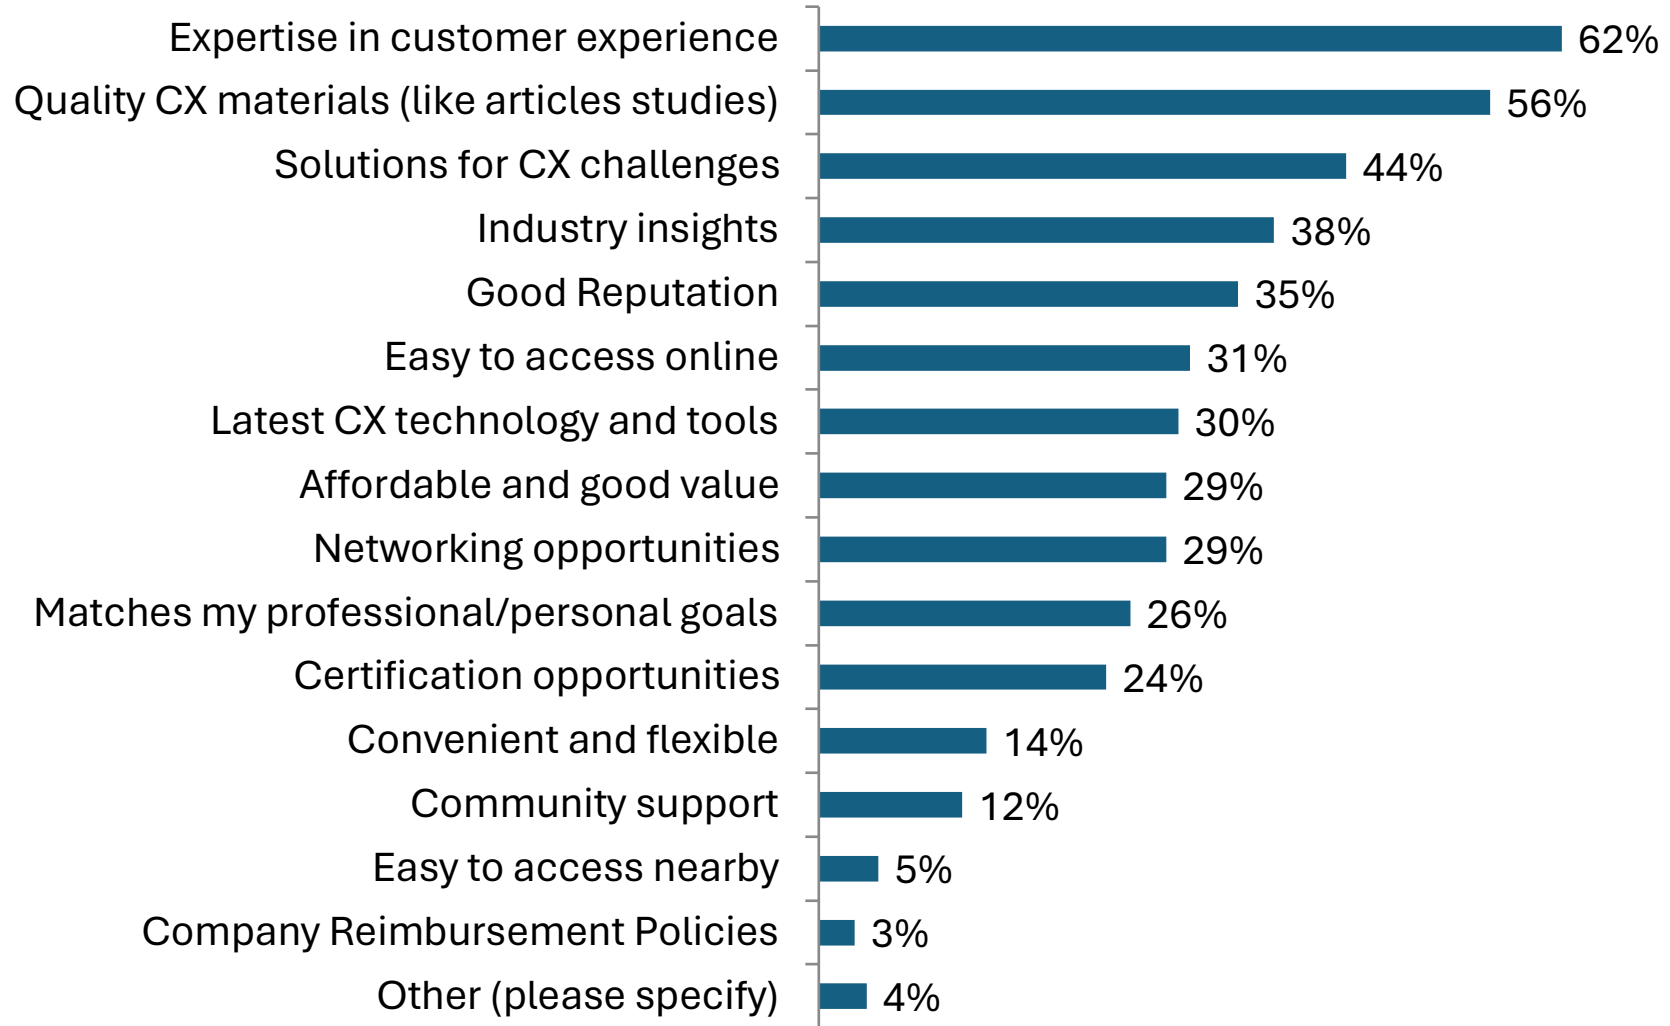 Expertise in customer experience 62%
Quality CX materials (like articles studies) 56%
Solutions for CX challenges 44%
Industry insights 38%
Good Reputation 35%
Easy to access online 31%
Latest CX technology and tools 30%
Affordable and good value 29%
Networking opportunities 29%
Matches my professional/personal goals 26%
Certification opportunities 24%
Convenient and flexible 14%
Community support 12%
Easy to access nearby 5%
Company Reimbursement Policies 3%
Other (please specify) 4%